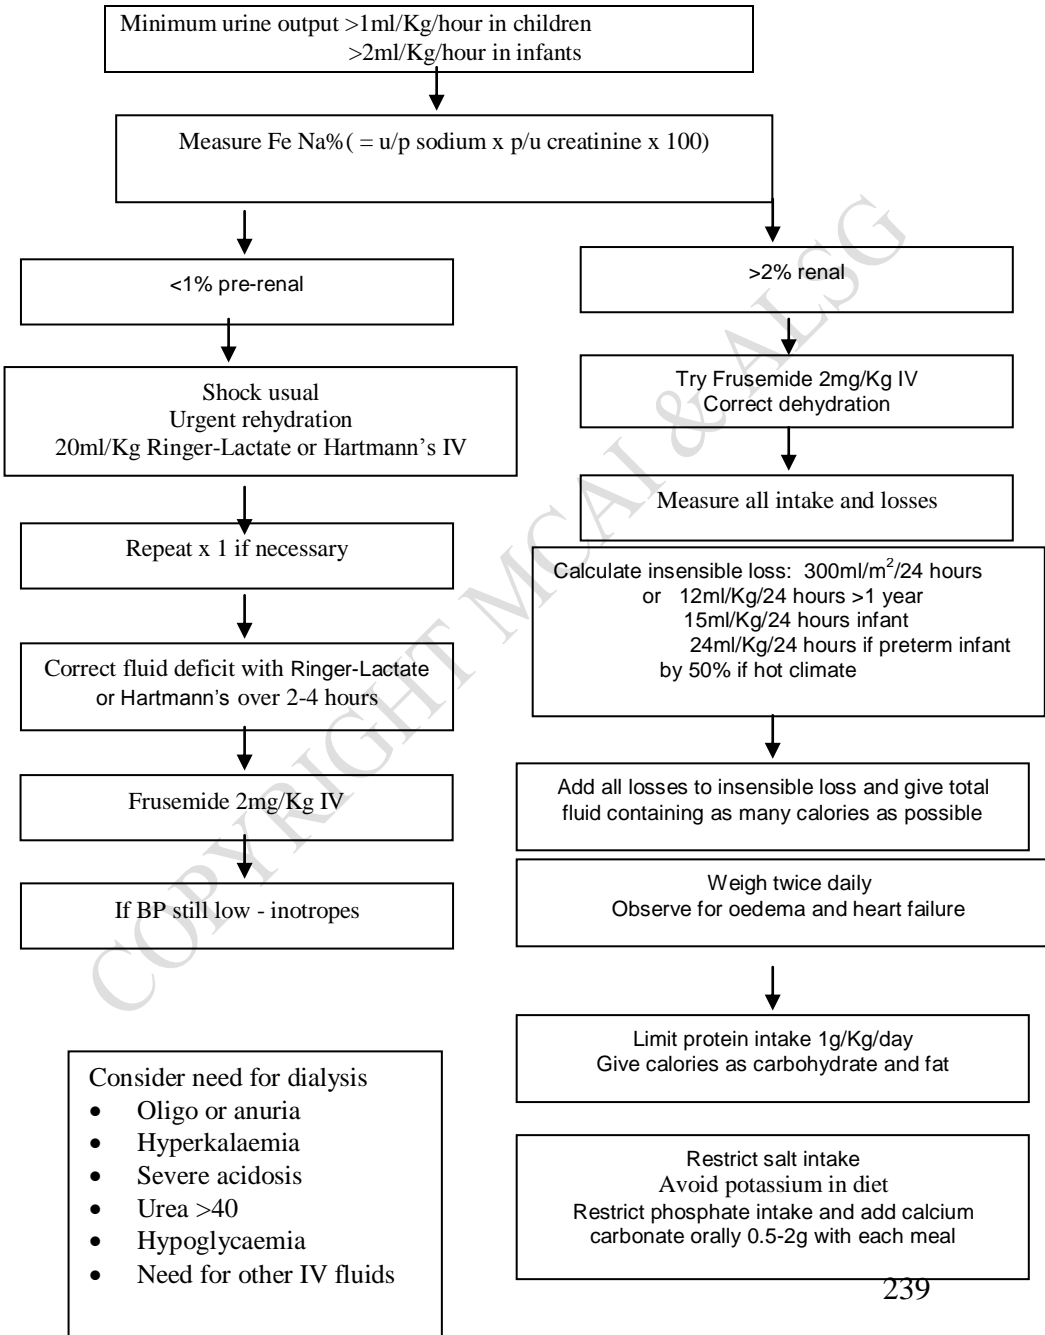 Minimum urine output >1ml/Kg/hour in children
>2ml/Kg/hour in infants
Measure Fe Na% ( = u/p sodium x p/u creatinine x 100)
<1% pre-renal
Shock usual
Urgent rehydration
20ml/Kg Ringer-Lactate or Hartmann’s IV
Repeat x 1 if necessary
Correct fluid deficit with Ringer-Lactate
or Hartmann’s over 2-4 hours
Frusemide 2mg/Kg IV
If BP still low - inotropes
>2% renal
Try Frusemide 2mg/Kg IV
Correct dehydration
Measure all intake and losses
Calculate insensible loss: 300ml/m²/24 hours
or 12ml/Kg/24 hours >1 year
15ml/Kg/24 hours infant
24ml/Kg/24 hours if preterm infant
by 50% if hot climate
Add all losses to insensible loss and give total
fluid containing as many calories as possible
Weigh twice daily
Observe for oedema and heart failure
Limit protein intake 1g/Kg/day
Give calories as carbohydrate and fat
Restrict salt intake
Avoid potassium in diet
Restrict phosphate intake and add calcium
carbonate orally 0.5-2g with each meal
Consider need for dialysis
• Oligo or anuria
• Hyperkalaemia
• Severe acidosis
• Urea >40
• Hypoglycaemia
• Need for other IV fluids
239
COPYRIGHT MCAI & ALSG